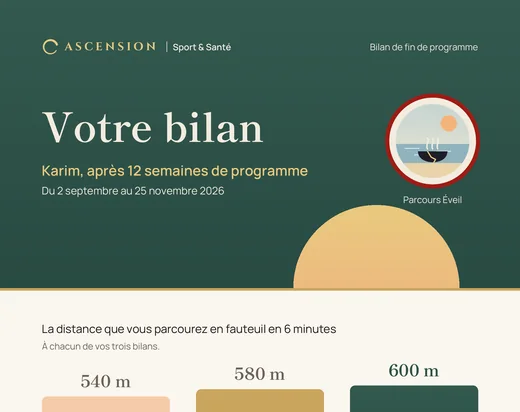 ASCENSION | Sport & Santé
Bilan de fin de programme
Votre bilan
Karim, après 12 semaines de programme
Du 2 septembre au 25 novembre 2026
Parcours Éveil
La distance que vous parcourez en fauteuil en 6 minutes
À chacun de vos trois bilans.
540 m
580 m
600 m